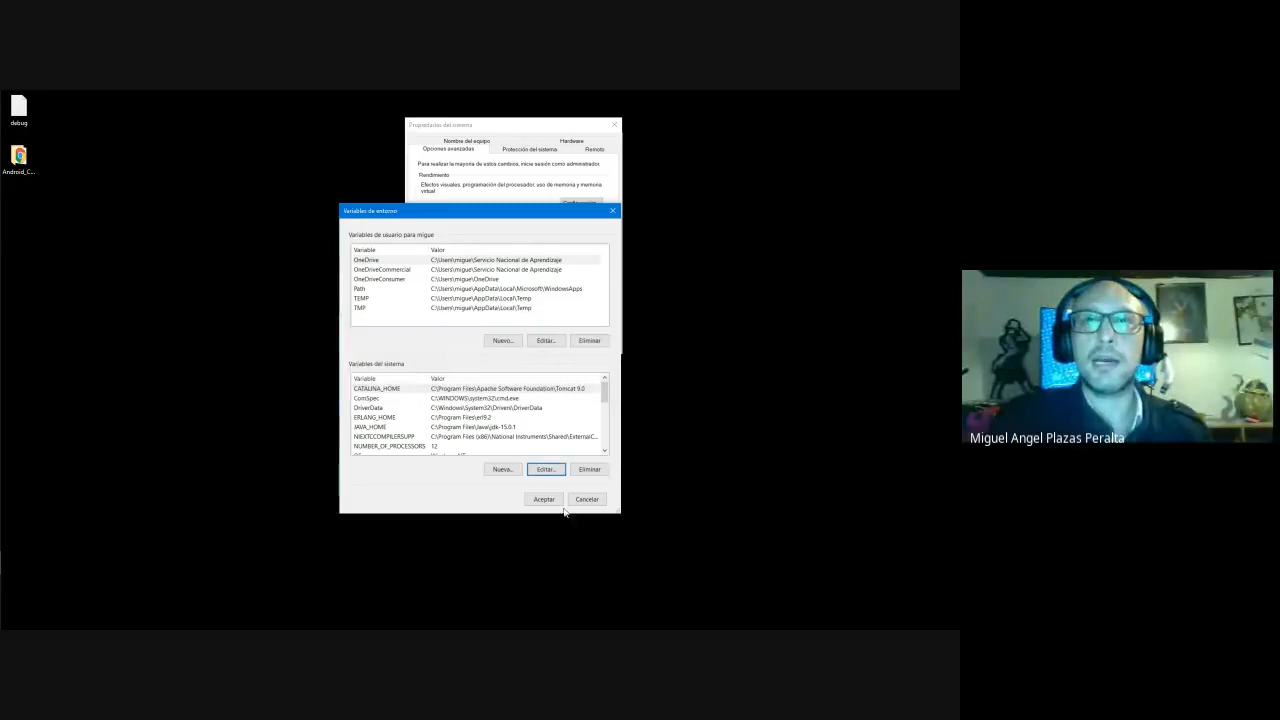 debug
Android_C...
Propiedades del sistema
Nombre del equipo
Hardware
Opciones avanzadas
Protección del sistema
Remoto
Para realizar la mayoría de estos cambios, inicie sesión como administrador.
Rendimiento
Efectos visuales, programación del procesador, uso de memoria y memoria
virtual
Variables de entorno
Variables de usuario para migue
Variable Valor
OneDrive C:\Users\migue\Servicio Nacional de Aprendizaje
OneDriveCommercial C:\Users\migue\Servicio Nacional de Aprendizaje
OneDriveConsumer C:\Users\migue\OneDrive
Path C:\Users\migue\AppData\Local\Microsoft\WindowsApps
TEMP C:\Users\migue\AppData\Local\Temp
TMP C:\Users\migue\AppData\Local\Temp
Nuevo... Editar... Eliminar
Variables del sistema
Variable Valor
CATALINA_HOME C:\Program Files\Apache Software Foundation\Tomcat 9.0
ComSpec C:\WINDOWS\system32\cmd.exe
DriverData C:\Windows\System32\Drivers\DriverData
ERLANG_HOME C:\Program Files\erl9.2
JAVA_HOME C:\Program Files\Java\jdk-15.0.1
NIEXTCCOMPILERSUPP C:\Program Files (x86)\National Instruments\Shared\ExternalC...
NUMBER_OF_PROCESSORS 12
Nueva... Editar... Eliminar
Aceptar Cancelar
Miguel Angel Plazas Peralta